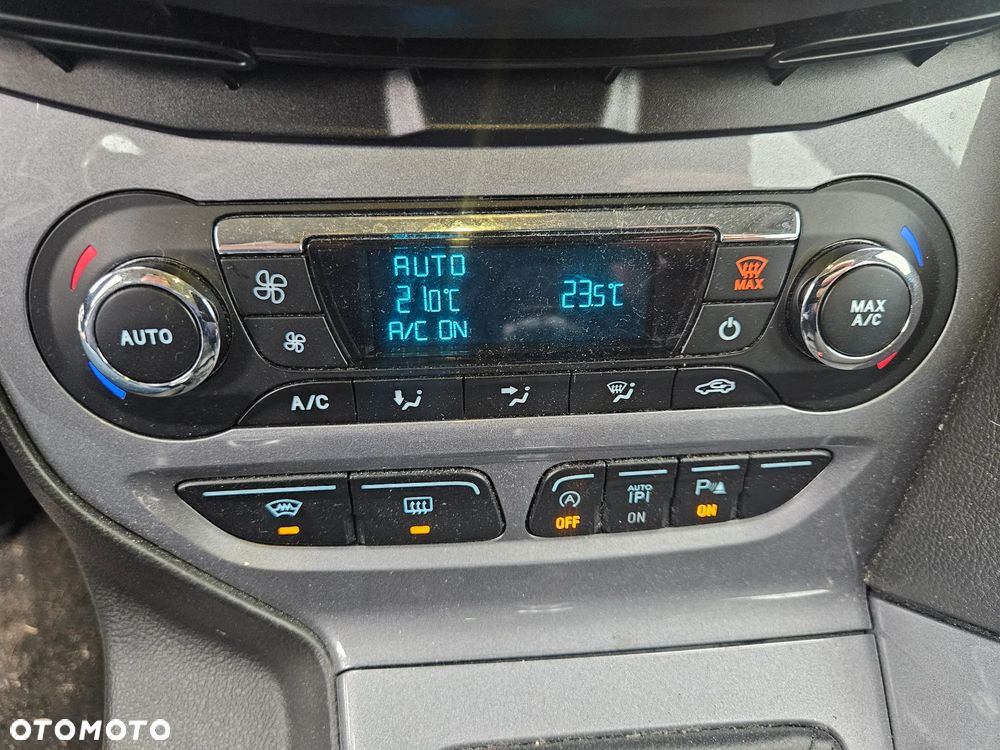 AUTO
21.0°C
23.5°C
A/C ON
AUTO
MAX
MAX
A/C
A/C
A
OFF
AUTO
P
ON
P
ON
OTOMOTO